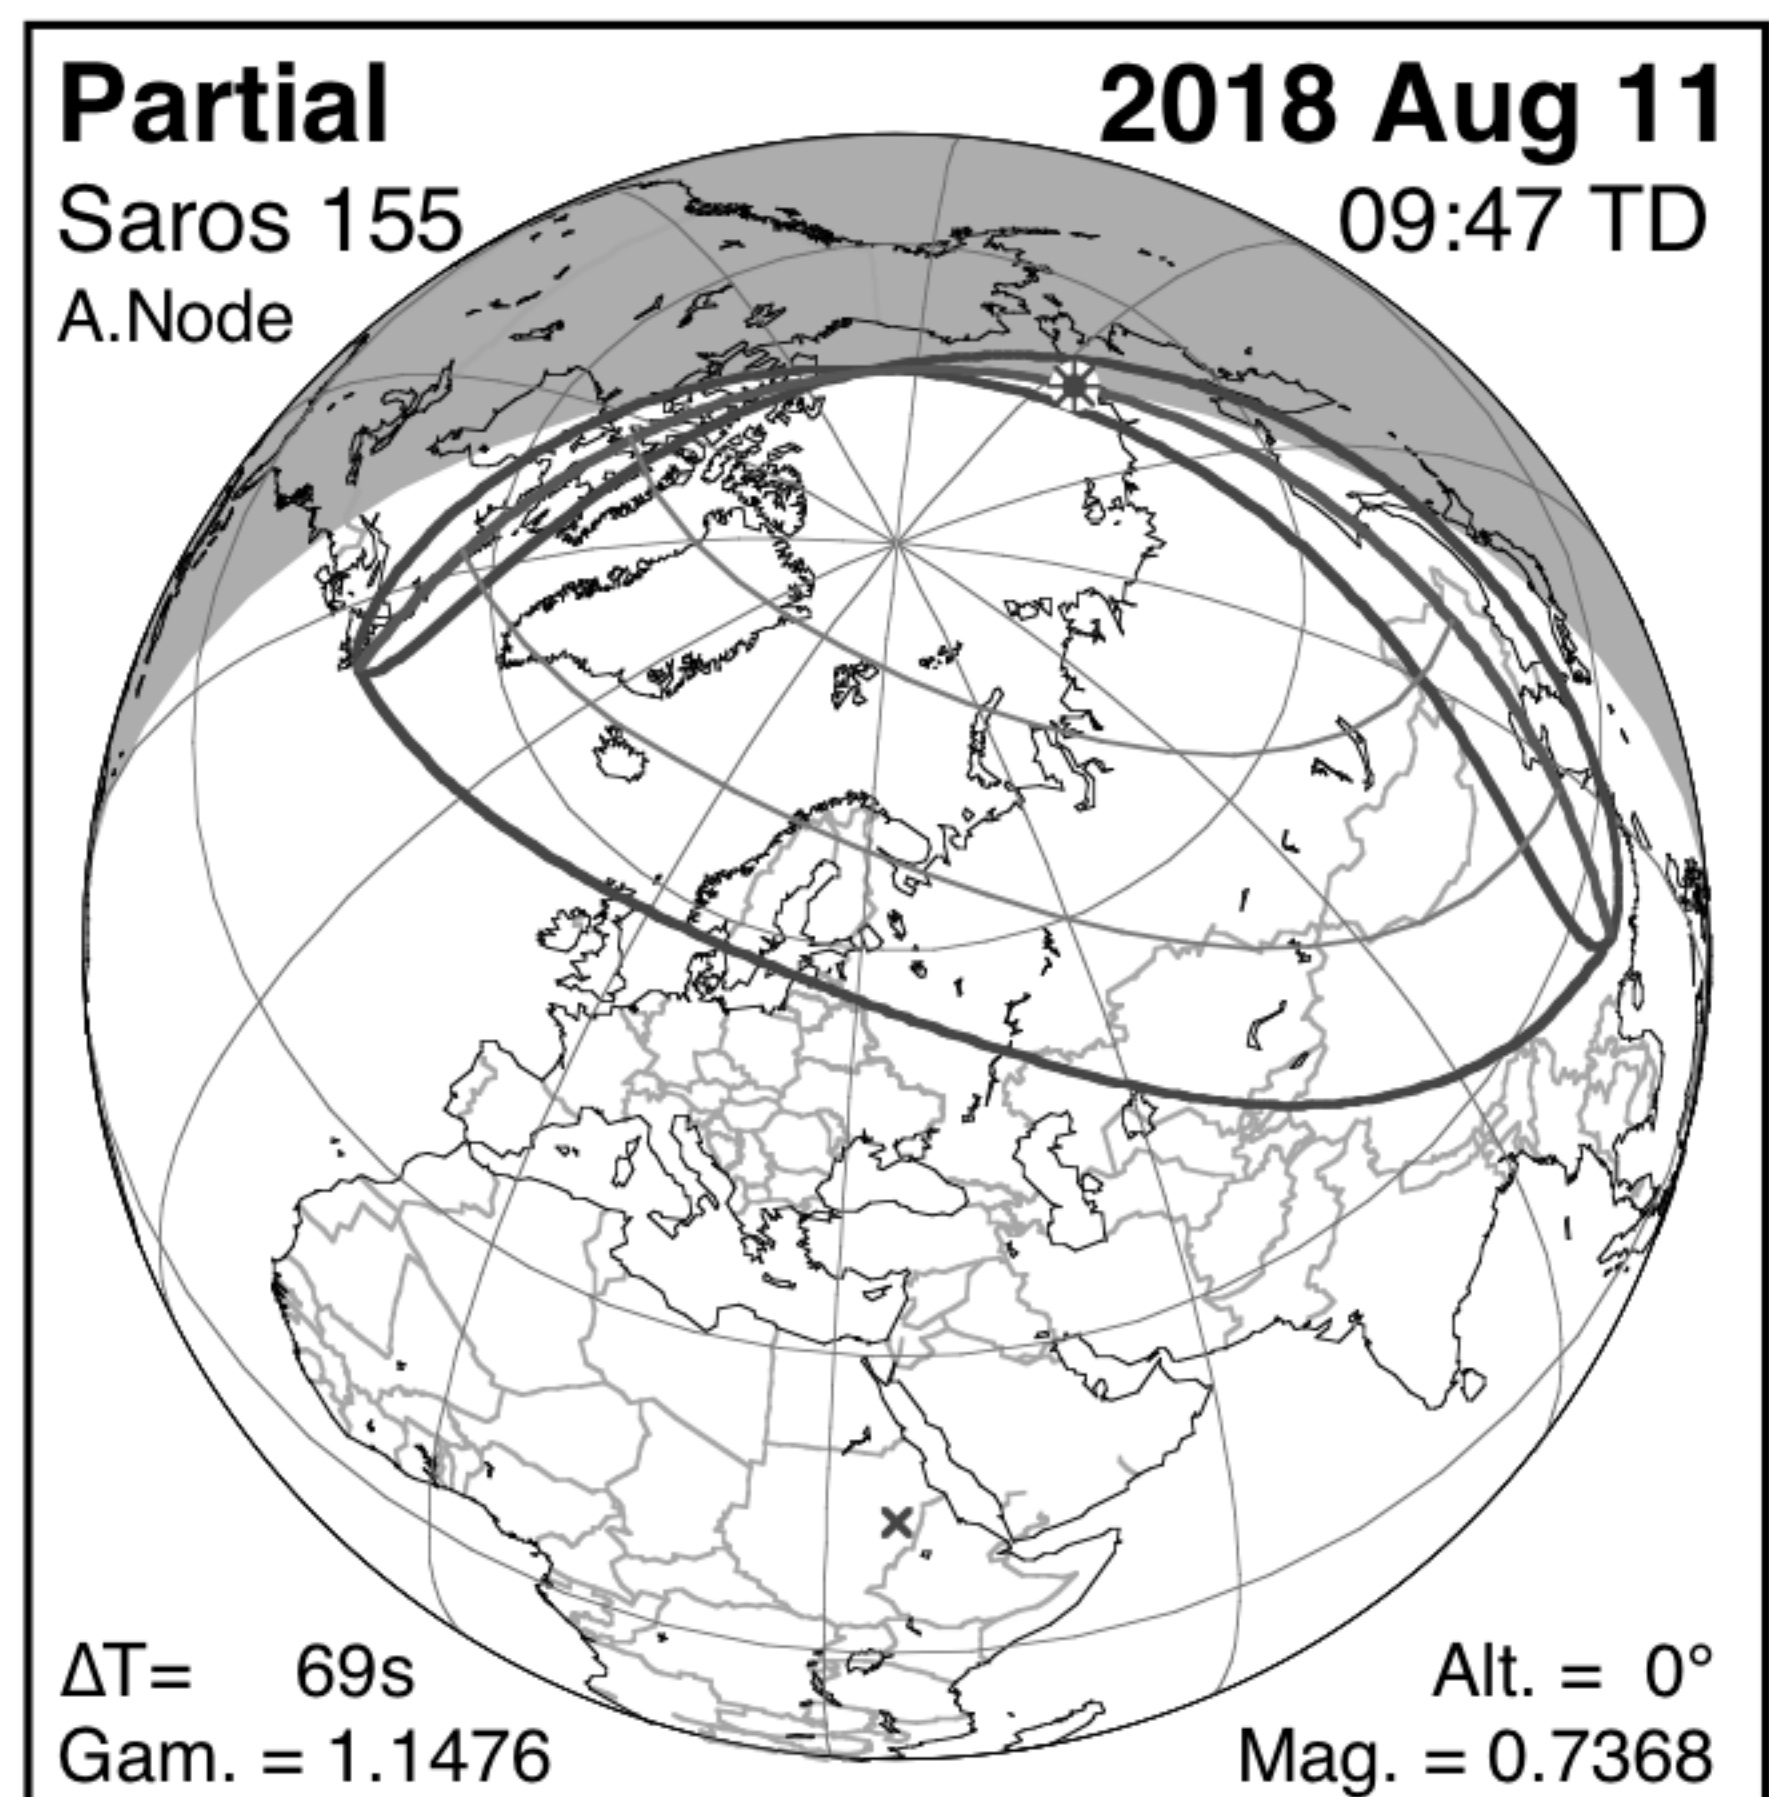 Partial
2018 Aug 11
Saros 155
09:47 TD
A.Node
ΔT= 69s
Alt. = 0°
Gam. = 1.1476
Mag. = 0.7368